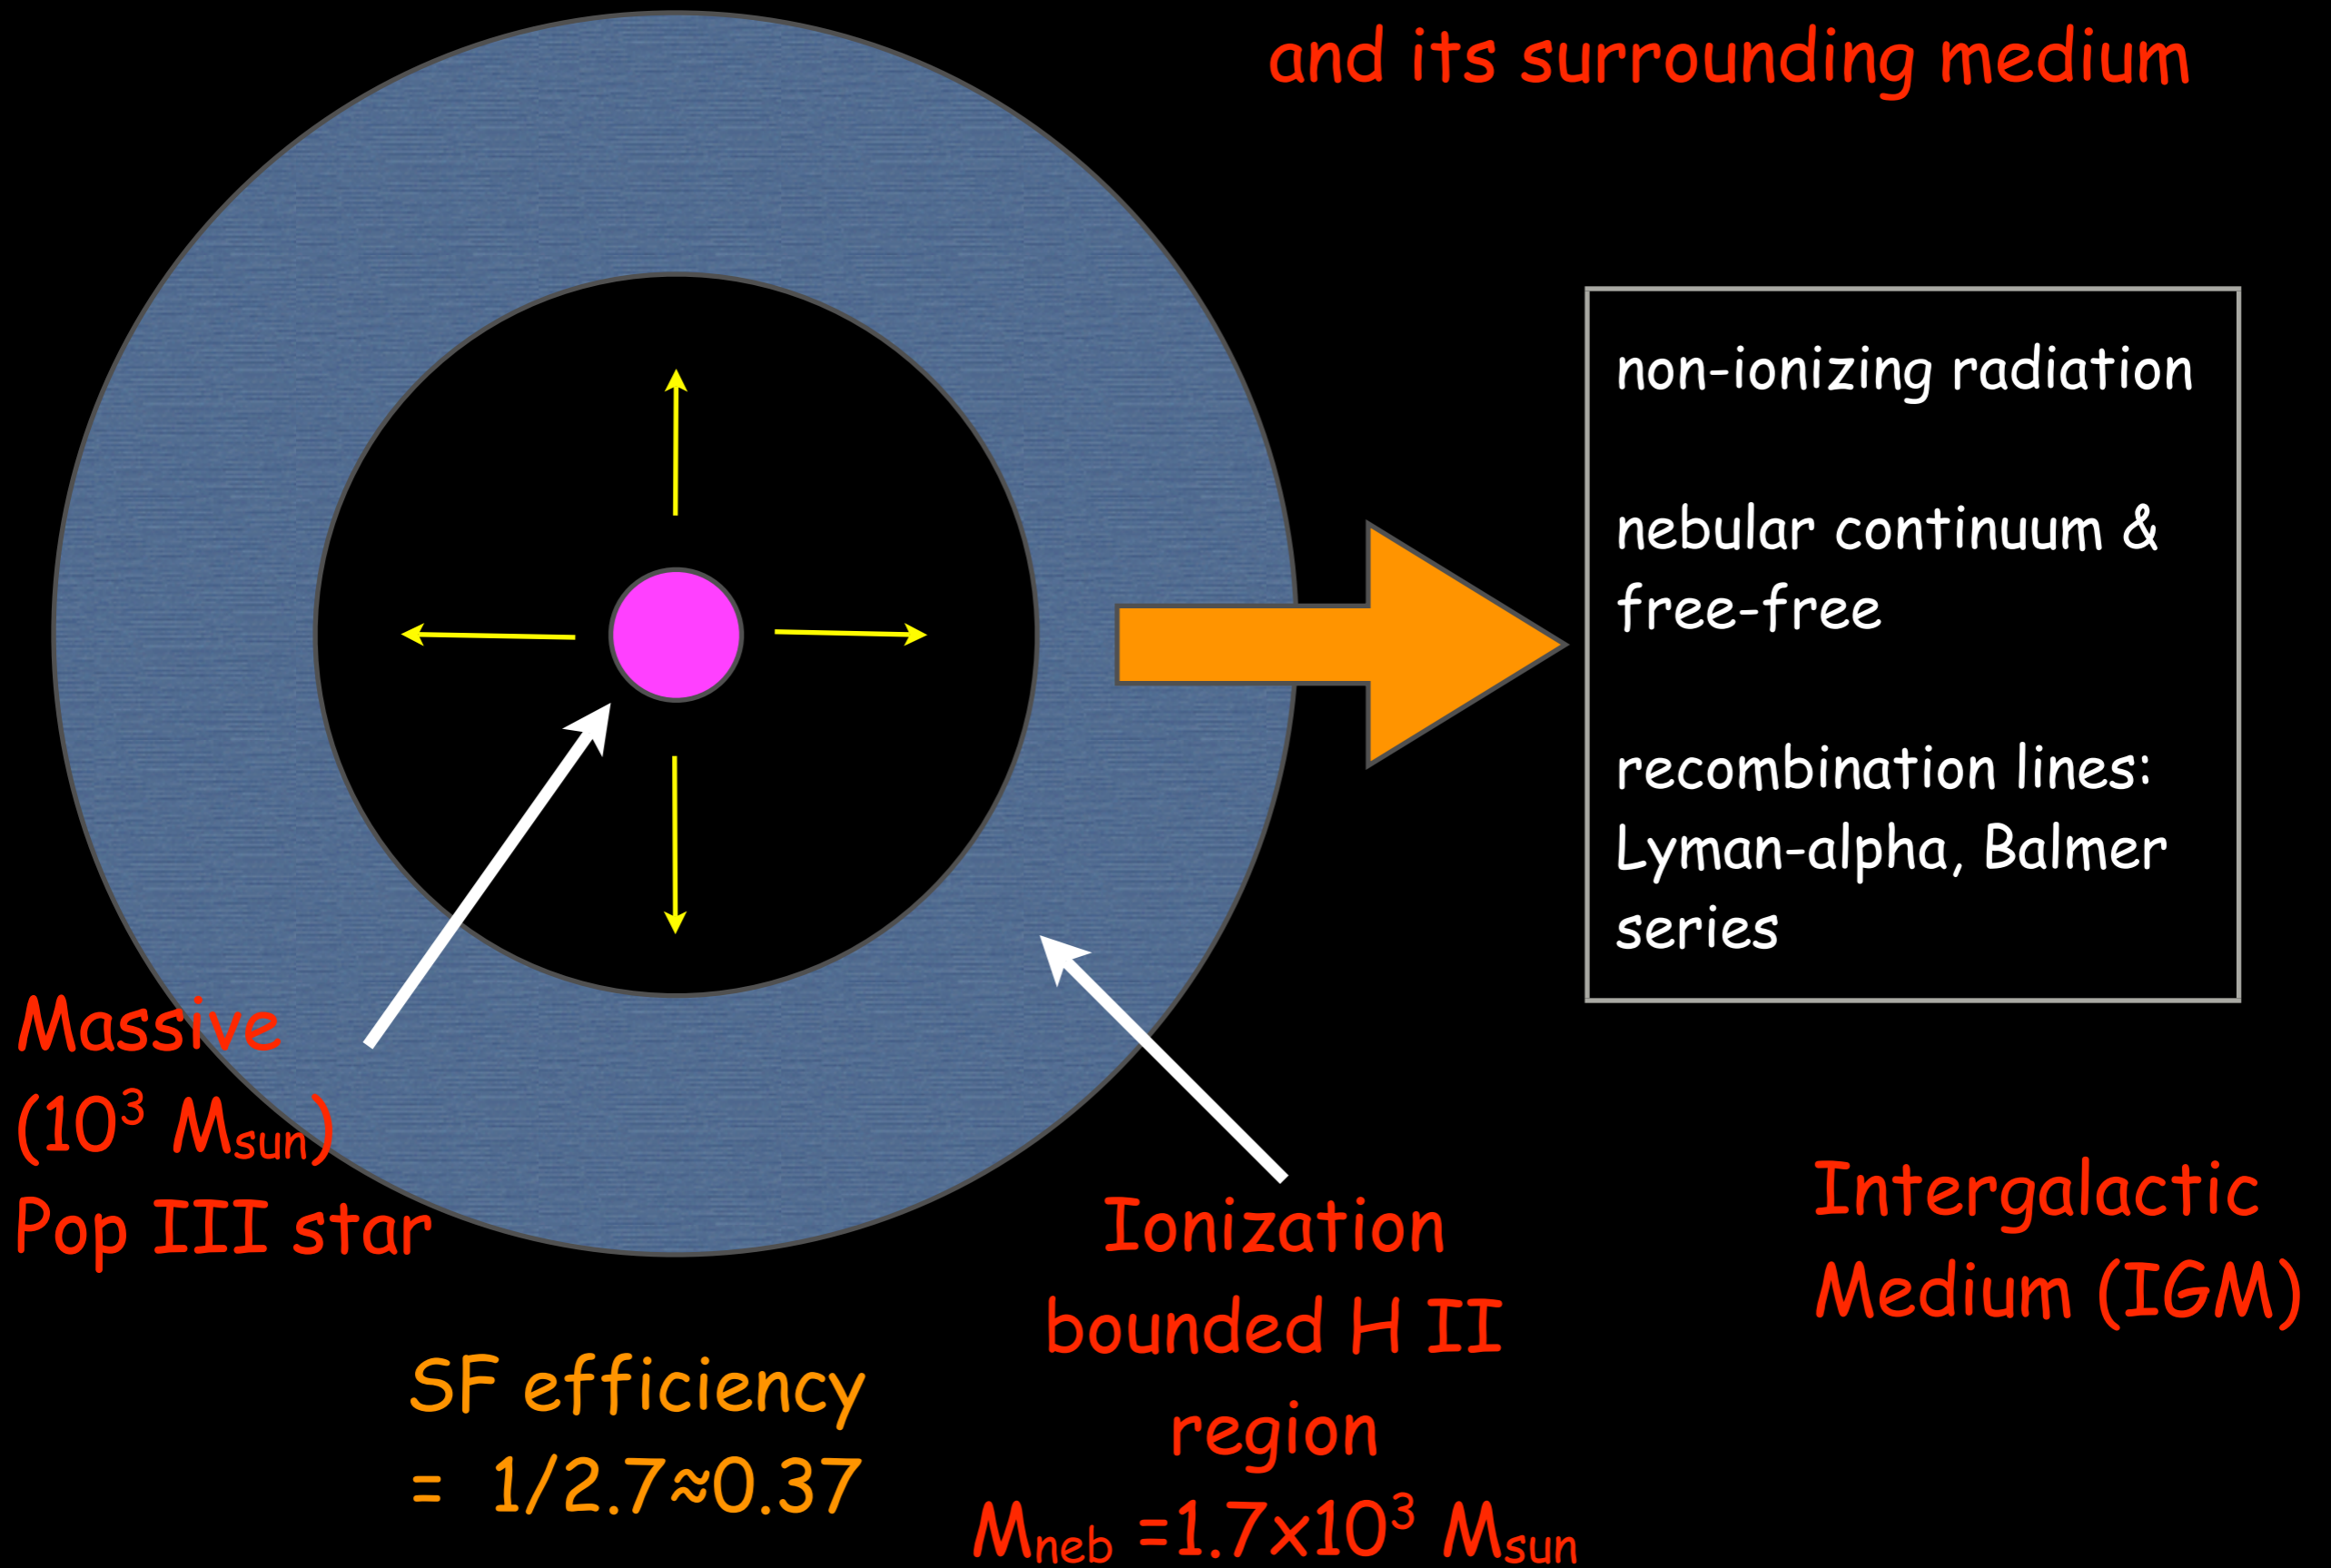 and its surrounding medium
non-ionizing radiation
nebular continuum &
free-free
recombination lines:
Lyman-alpha, Balmer
series
Massive
(10³ Msun)
Pop III star
Ionization
bounded H II
region
Mneb =1.7x10³ Msun
Intergalactic
Medium (IGM)
SF efficiency
= 1/2.7≈0.37